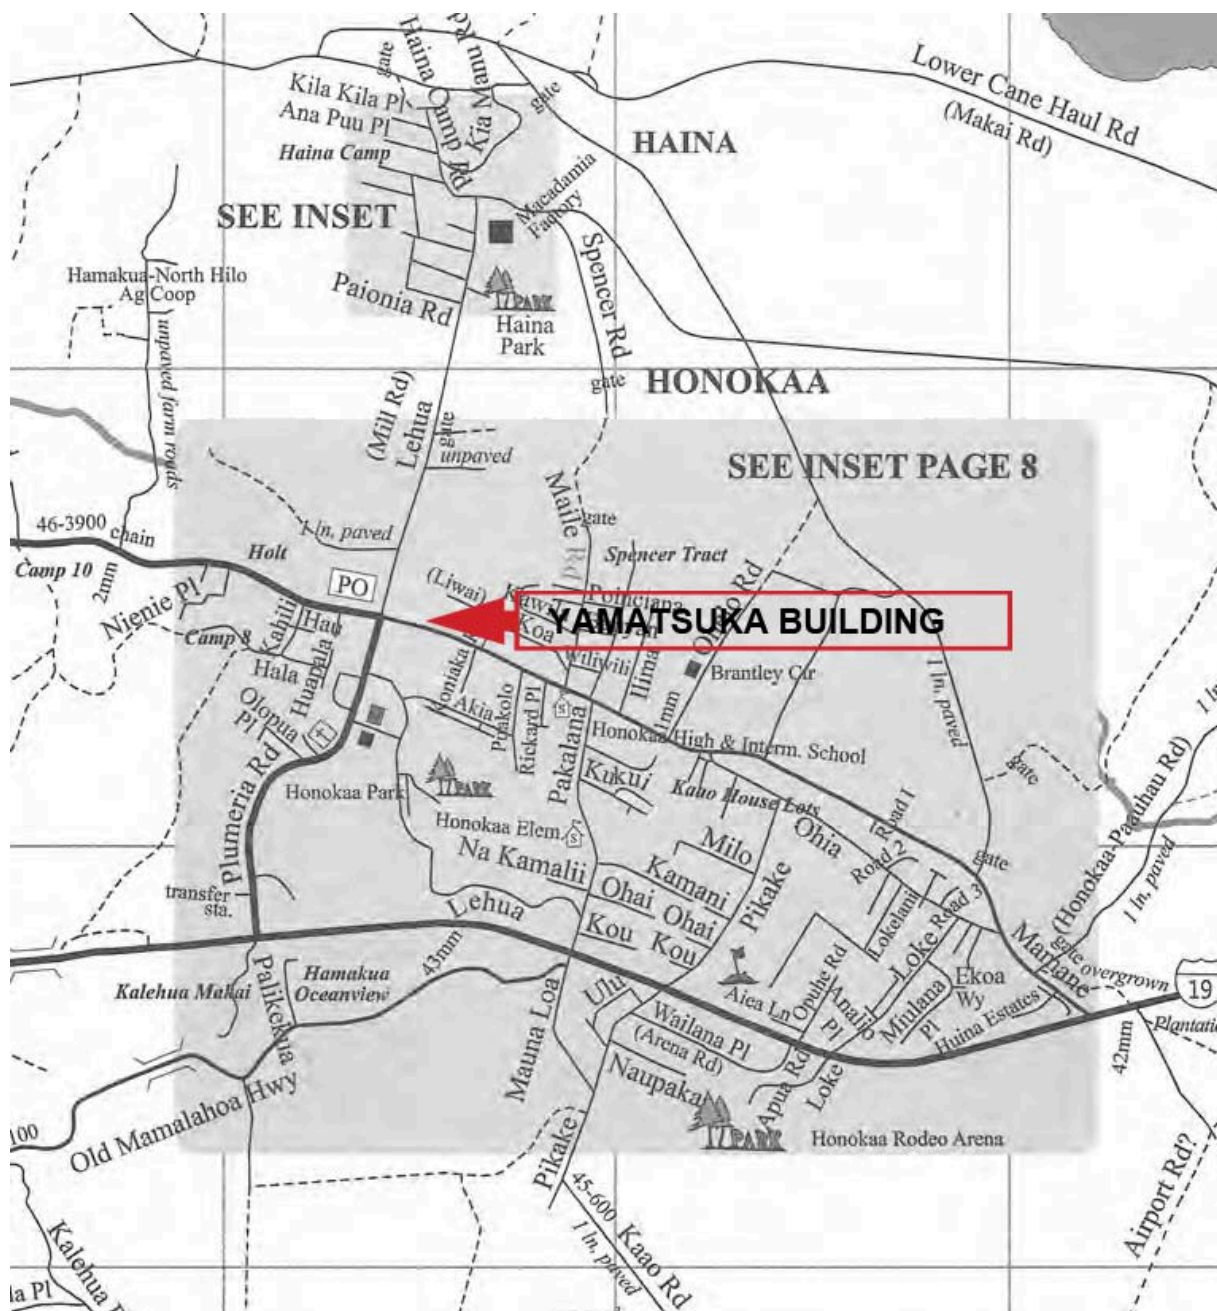 Haina Camp Rd
Kia Manu Rd
gate
Lower Cane Haul Rd
(Makai Rd)
Kila Kila Pl
gate
Ana Puu Pl
HAINA
Haina Camp
Macadamia
Factory
SEE INSET
Spencer Rd
Hamakua-North Hilo
Ag Coop
Paionia Rd
PARK
Haina
Park
unpaved farm roads
gate
HONOKAA
(Mill Rd)
Lehua
gate
unpaved
SEE INSET PAGE 8
Maile Rd
gate
46-3900
chain
1 ln, paved
Holt
Spencer Tract
Camp 10
2mm
PO
(Liwai)
Poinciana
Nienie Pl
Koa
YAMATSUKA BUILDING
Camp 8
Kahili
Hau
Wiliwili
Ilima
Brantley Ctr
Hala
Huapala
Akia
Rickard Pl
1mm
1 ln, paved
Olopua
Pl
S
Honokaa High & Interm. School
Pakalana
Kukui
gate
(Honokaa-Paauhau Rd)
Plumeria Rd
Honokaa Park
PARK
Kaao House Lots
Road 1
Honokaa Elem.
S
Ohia
Milo
Road 2
gate
1 ln, paved
Na Kamalii
Kamani
Pikake
transfer
sta.
Lehua
Ohai
Ohai
Lokelani
Road 3
Kou
Kou
Loke
Mamane
gate
overgrown
43mm
Kalehua Makai
Palikekua
Hamakua
Oceanview
Ulu
Aiea Ln
Opuhe Rd
Ekoa
Wy
19
Mauna Loa
Wailana Pl
(Arena Rd)
Pl
Miulana
Pl
Huina Estates
42mm
Old Mamalahoa Hwy
Naupaka
Apua Rd
Loke
100
PARK
Honokaa Rodeo Arena
Pikake
45-600
Kaao Rd
1 ln, paved
Airport Rd?
Kalehua
la Pl